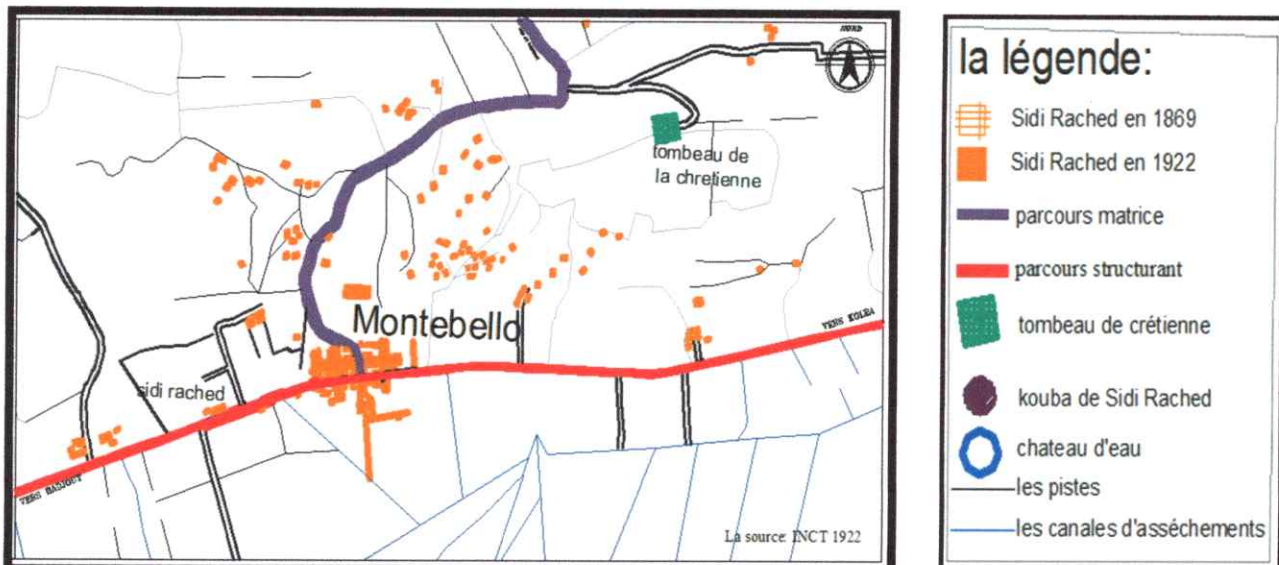 NORD
tombeau de
la chretienne
Montebello
VERS KOLEA
sidi rached
VERS HADJOUT
La source: INCT 1922
la légende:
Sidi Rached en 1869
Sidi Rached en 1922
parcours matrice
parcours structurant
tombeau de crétienne
kouba de Sidi Rached
chateau d'eau
les pistes
les canales d'asséchements